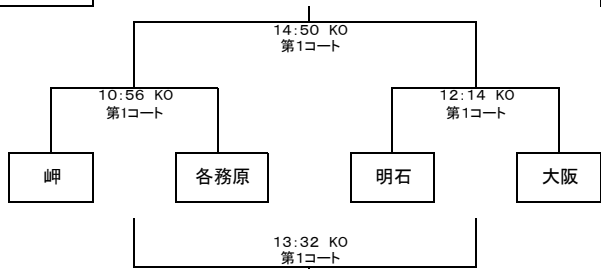 14:50 KO
第1コート
10:56 KO
第1コート
12:14 KO
第1コート
岬
各務原
明石
大阪
13:32 KO
第1コート